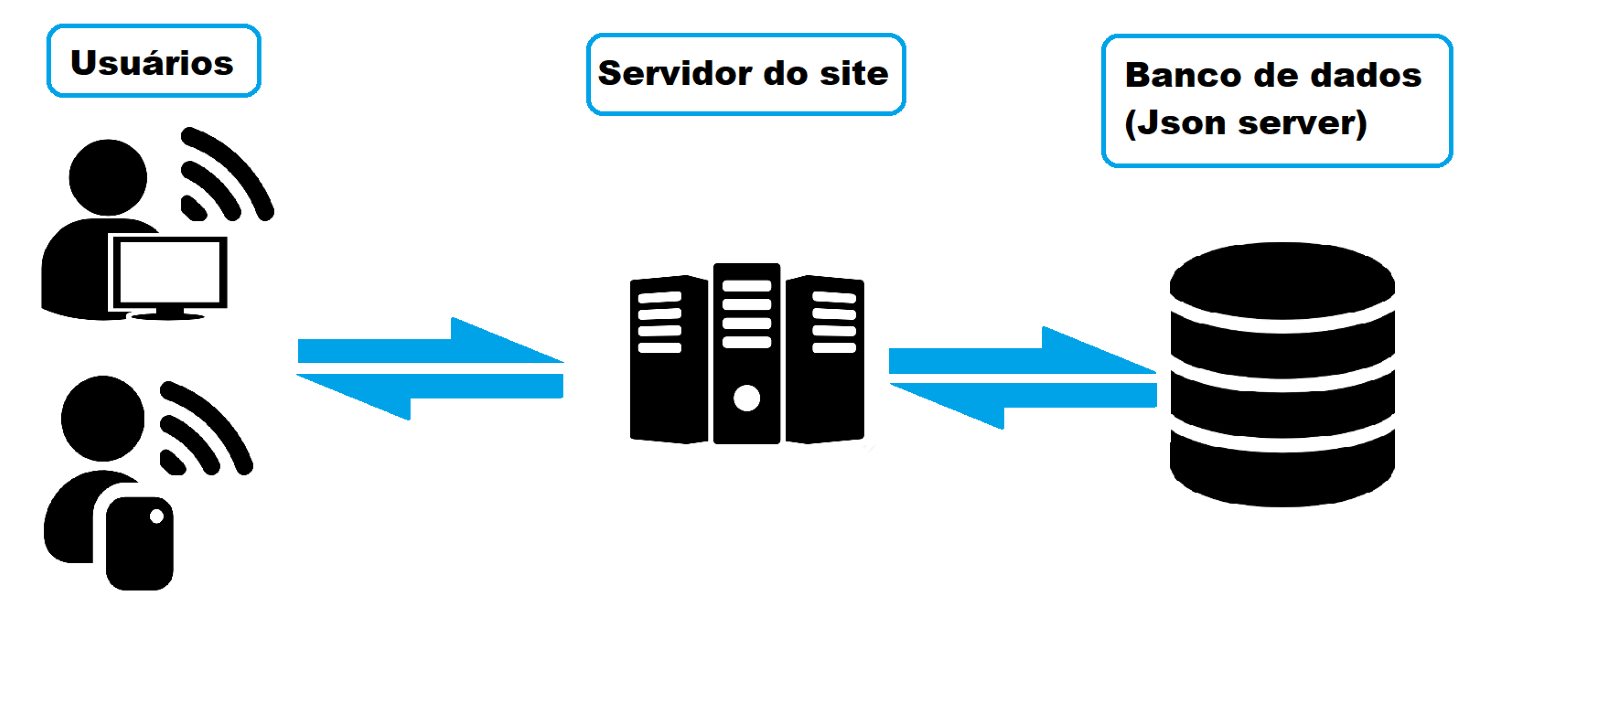 Usuários
Servidor do site
Banco de dados
(Json server)